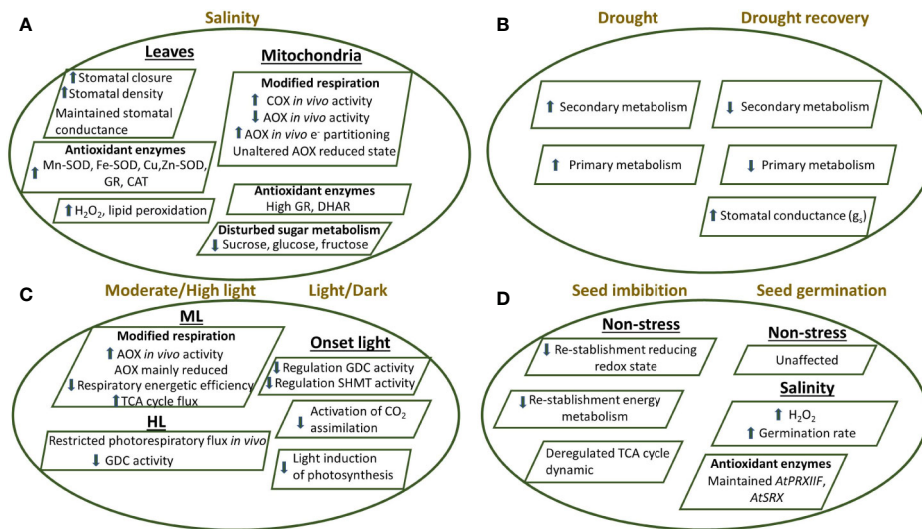 A
Salinity
Leaves
↑Stomatal closure
↑Stomatal density
Maintained stomatal
conductance
Antioxidant enzymes
↑ Mn-SOD, Fe-SOD, Cu,Zn-SOD,
GR, CAT
↑H₂O₂, lipid peroxidation
Mitochondria
Modified respiration
↑ COX in vivo activity
↓ AOX in vivo activity
↑AOX in vivo e⁻ partitioning
Unaltered AOX reduced state
Antioxidant enzymes
High GR, DHAR
Disturbed sugar metabolism
↓ Sucrose, glucose, fructose
B
Drought
↑ Secondary metabolism
↑ Primary metabolism
Drought recovery
↓ Secondary metabolism
↓ Primary metabolism
↑ Stomatal conductance (gₛ)
C
Moderate/High light
ML
Modified respiration
↑ AOX in vivo activity
AOX mainly reduced
↓ Respiratory energetic efficiency
↑TCA cycle flux
HL
Restricted photorespiratory flux in vivo
↓ GDC activity
Light/Dark
Onset light
↓ Regulation GDC activity
↓ Regulation SHMT activity
↓ Activation of CO₂
assimilation
↓ Light induction
of photosynthesis
D
Seed imbibition
Non-stress
↓ Re-stablishment reducing
redox state
↓ Re-stablishment energy
metabolism
Deregulated TCA cycle
dynamic
Seed germination
Non-stress
Unaffected
Salinity
↑ H₂O₂
↑ Germination rate
Antioxidant enzymes
Maintained AtPRXIIF,
AtSRX